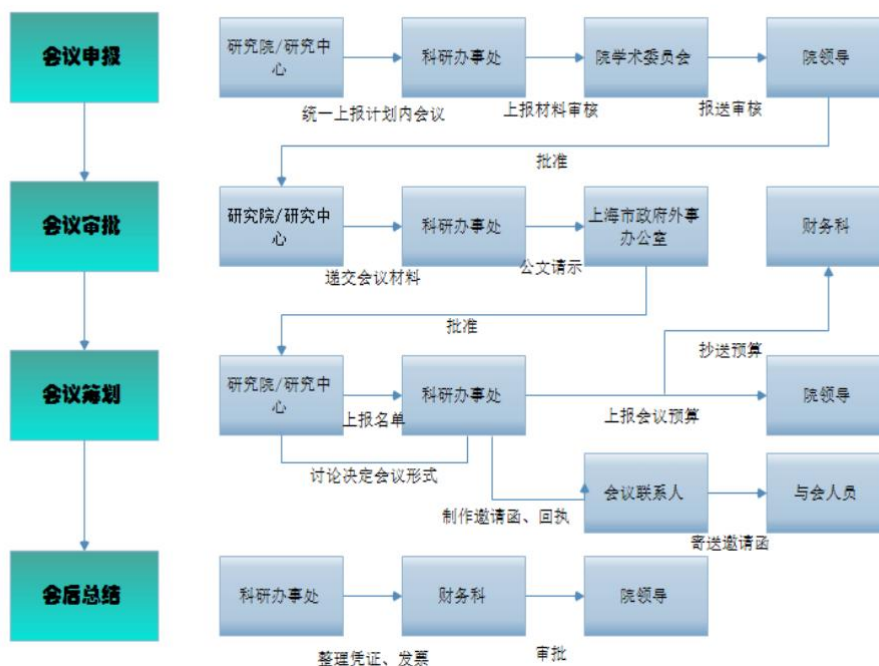 会议申报
研究院/研究中
心
科研办事处
院学术委员会
院领导
统一上报计划内会议
上报材料审核
报送审核
批准
会议审批
研究院/研究中
心
科研办事处
上海市政府外事
办公室
财务科
递交会议材料
公文请示
批准
抄送预算
会议筹划
研究院/研究中
心
科研办事处
院领导
上报名单
上报会议预算
讨论决定会议形式
会议联系人
与会人员
制作邀请函、回执
寄送邀请函
会后总结
科研办事处
财务科
院领导
整理凭证、发票
审批